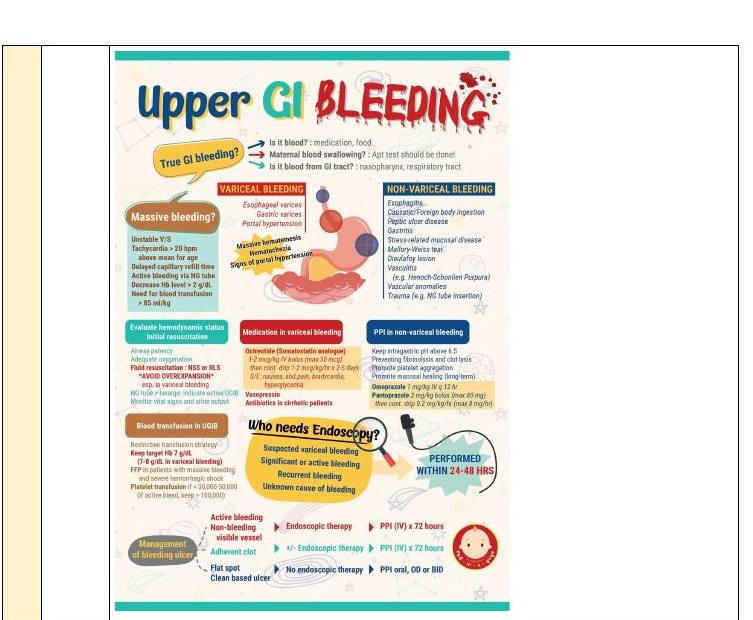 Upper GI BLEEDING
True GI bleeding?
Is it blood? : medication, food
Maternal blood swallowing? : Apt test should be done!
Is it blood from GI tract? : nasopharynx, respiratory tract
Massive bleeding?
Unstable V/S
Tachycardia > 20 bpm
above mean for age
Delayed capillary refill time
Active bleeding via NG tube
Decrease Hb level > 2 g/dL
Need for blood transfusion
> 85 ml/kg
VARICEAL BLEEDING
Esophageal varices
Gastric varices
Portal hypertension
Massive hematemesis
Hematochezia
Signs of portal hypertension
NON-VARICEAL BLEEDING
Esophagitis
Causatic/Foreign body ingestion
Peptic ulcer disease
Gastritis
Stress-related mucosal disease
Mallory-Weiss tear
Dieulafoy lesion
Vasculitis
(e.g. Henoch-Schonlien Purpura)
Vascular anomalies
Trauma (e.g. NG tube insertion)
Evaluate hemodynamic status
Initial resuscitation
Airway patency
Adequate oxygenation
Fluid resuscitation : NSS or RLS
*AVOID OVEREXPANSION*
esp. in variceal bleeding
NG tube lavage: indicate active UGIB
Monitor vital signs and urine output
Medication in variceal bleeding
Octreotide (Somatostatin analogue)
1-2 mcg/kg IV bolus (max 50 mcg)
then cont. drip 1-2 mcg/kg/hr x 2-5 days
S/E: nausea, abd.pain, bradycardia,
hyperglycemia
Vasopressin
Antibiotics in cirrhotic patients
PPI in non-variceal bleeding
Keep intragastric pH above 6.5
Preventing fibrinolysis and clot lysis
Promote platelet aggregation
Promote mucosal healing (long-term)
Omeprazole 1 mg/kg IV q 12 hr
Pantoprazole 2 mg/kg bolus (max 80 mg)
then cont. drip 0.2 mg/kg/hr (max 8 mg/hr)
Blood transfusion in UGIB
Restrictive transfusion strategy
Keep target Hb 7 g/dL
(7-8 g/dL in variceal bleeding)
FFP in patients with massive bleeding
and severe hemorrhagic shock
Platelet transfusion if < 30,000-50,000
(if active bleed, keep > 100,000)
Who needs Endoscopy?
Suspected variceal bleeding
Significant or active bleeding
Recurrent bleeding
Unknown cause of bleeding
PERFORMED
WITHIN 24-48 HRS
Management
of bleeding ulcer
Active bleeding
Non-bleeding
visible vessel
Endoscopic therapy
PPI (IV) x 72 hours
Adherent clot
+/- Endoscopic therapy
PPI (IV) x 72 hours
Flat spot
Clean based ulcer
No endoscopic therapy
PPI oral, OD or BID